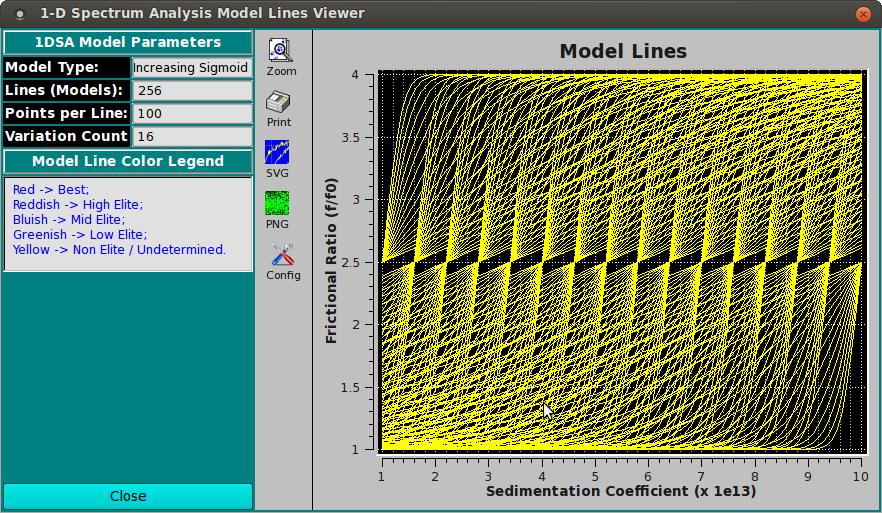 1-D Spectrum Analysis Model Lines Viewer
1DSA Model Parameters
Model Type: Increasing Sigmoid
Lines (Models): 256
Points per Line: 100
Variation Count 16
Model Line Color Legend
Red -> Best;
Reddish -> High Elite;
Bluish -> Mid Elite;
Greenish -> Low Elite;
Yellow -> Non Elite / Undetermined.
Close
Zoom
Print
SVG
PNG
Config
Model Lines
Frictional Ratio (f/f0)
4
3.5
3
2.5
2
1.5
1
1 2 3 4 5 6 7 8 9 10
Sedimentation Coefficient (x 1e13)